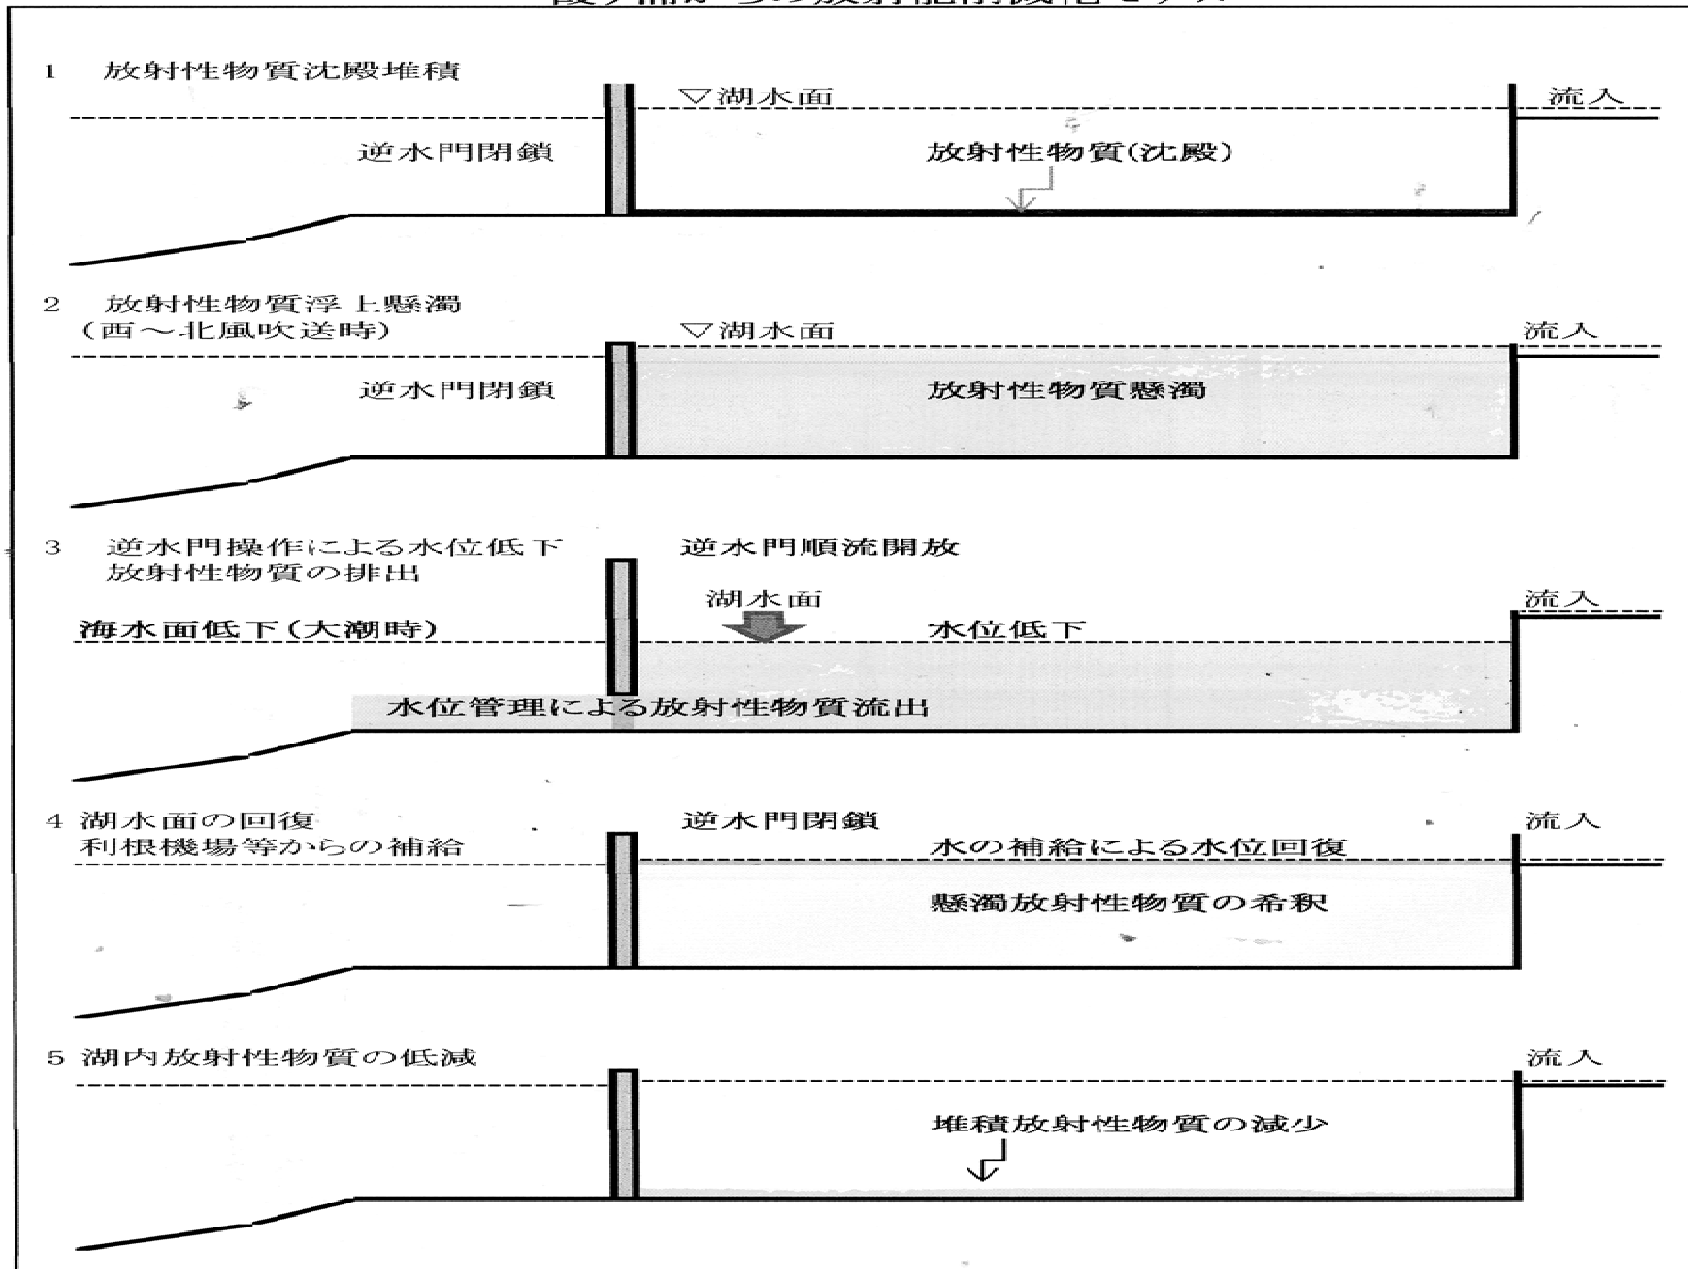 1 放射性物質沈殿堆積
▽湖水面
流入
逆水門閉鎖
放射性物質(沈殿)
2 放射性物質浮上懸濁
(西～北風吹送時)
▽湖水面
流入
逆水門閉鎖
放射性物質懸濁
3 逆水門操作による水位低下
放射性物質の排出
逆水門順流開放
湖水面
流入
海水面低下(大潮時)
水位低下
水位管理による放射性物質流出
4 湖水面の回復
利根機場等からの補給
逆水門閉鎖
流入
水の補給による水位回復
懸濁放射性物質の希釈
5 湖内放射性物質の低減
流入
堆積放射性物質の減少